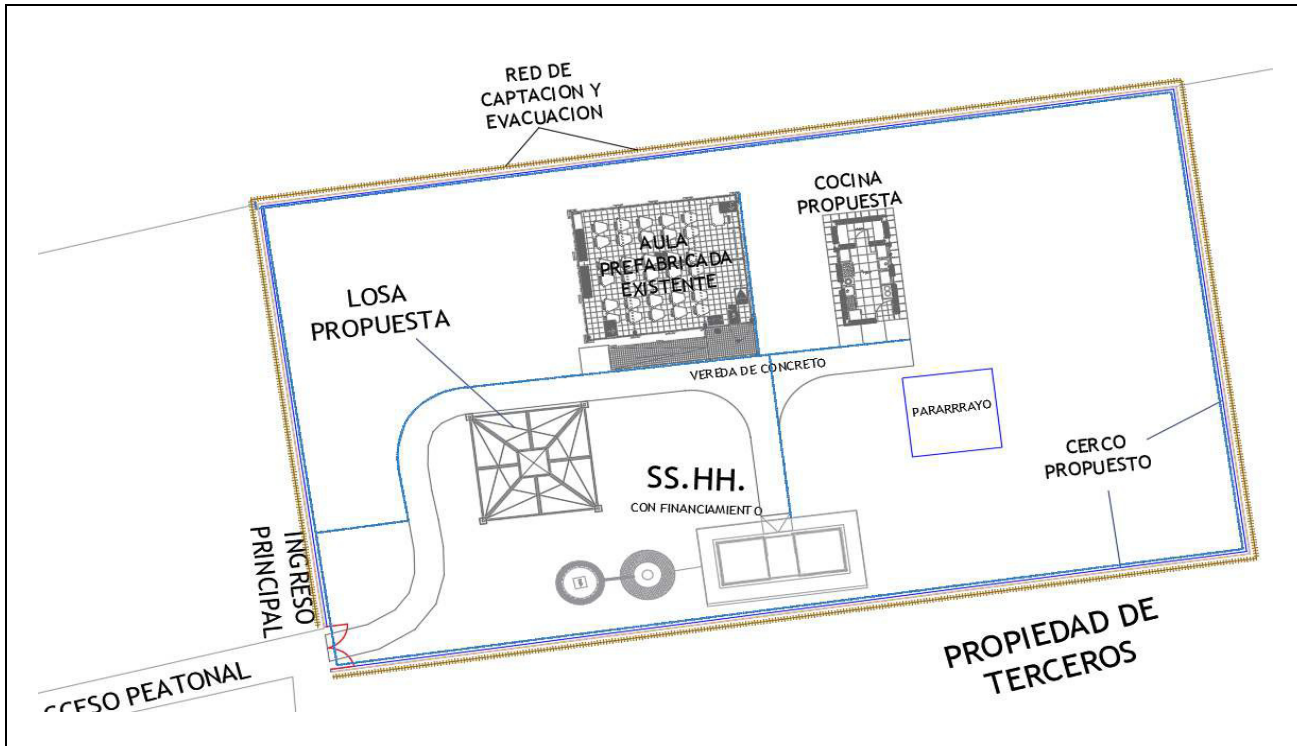 RED DE
CAPTACION Y
EVACUACION
COCINA
PROPUESTA
AULA
PREFABRICADA
EXISTENTE
LOSA
PROPUESTA
VEREDA DE CONCRETO
PARARRRAYO
CERCO
PROPUESTO
SS.HH.
CON FINANCIAMIENTO
INGRESO
PRINCIPAL
CCESO PEATONAL
PROPIEDAD DE
TERCEROS